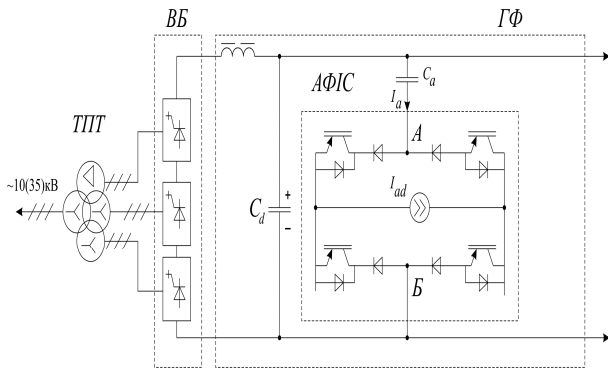 ВБ
ГФ
АФІС
C_a
I_a
ТПТ
А
~10(35)кВ
I_ad
C_d
+
-
Б